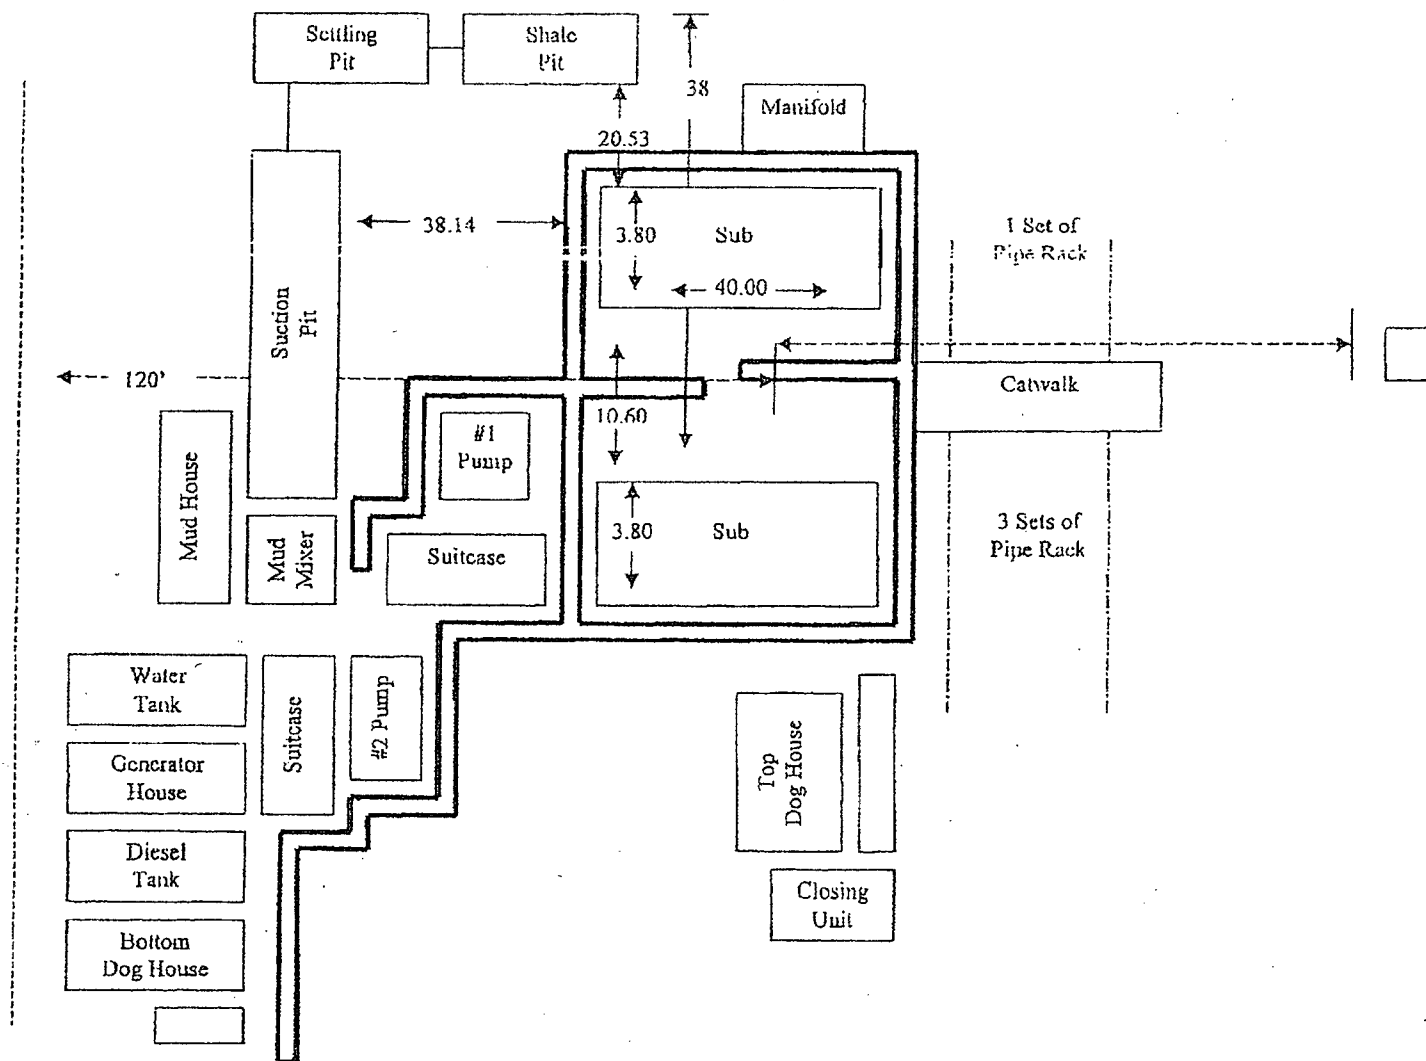 Settling
Pit
Shale
Pit
38
Manifold
20.53
38.14
3.80
Sub
1 Set of
Pipe Rack
40.00
Suction
Pit
120'
Catwalk
10.60
#1
Pump
Mud House
Mud
Mixer
Suitcase
3.80
Sub
3 Sets of
Pipe Rack
Water
Tank
Suitcase
#2 Pump
Generator
House
Top
Dog House
Diesel
Tank
Closing
Unit
Bottom
Dog House